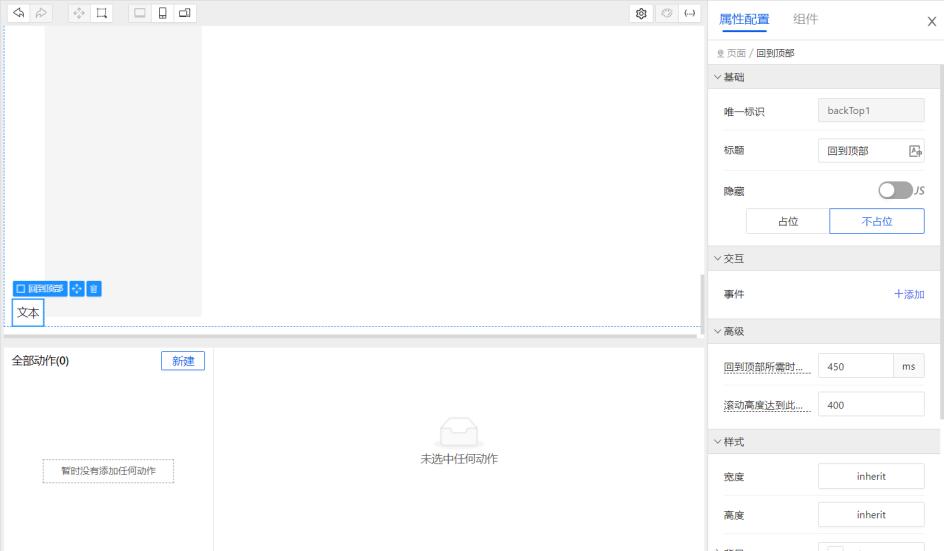 属性配置
组件
页面 / 回到顶部
基础
唯一标识
backTop1
标题
回到顶部
隐藏
JS
占位
不占位
交互
事件
+添加
高级
回到顶部所需时...
450
ms
滚动高度达到此...
400
样式
宽度
inherit
高度
inherit
回到顶部
文本
全部动作(0)
新建
暂时没有添加任何动作
未选中任何动作